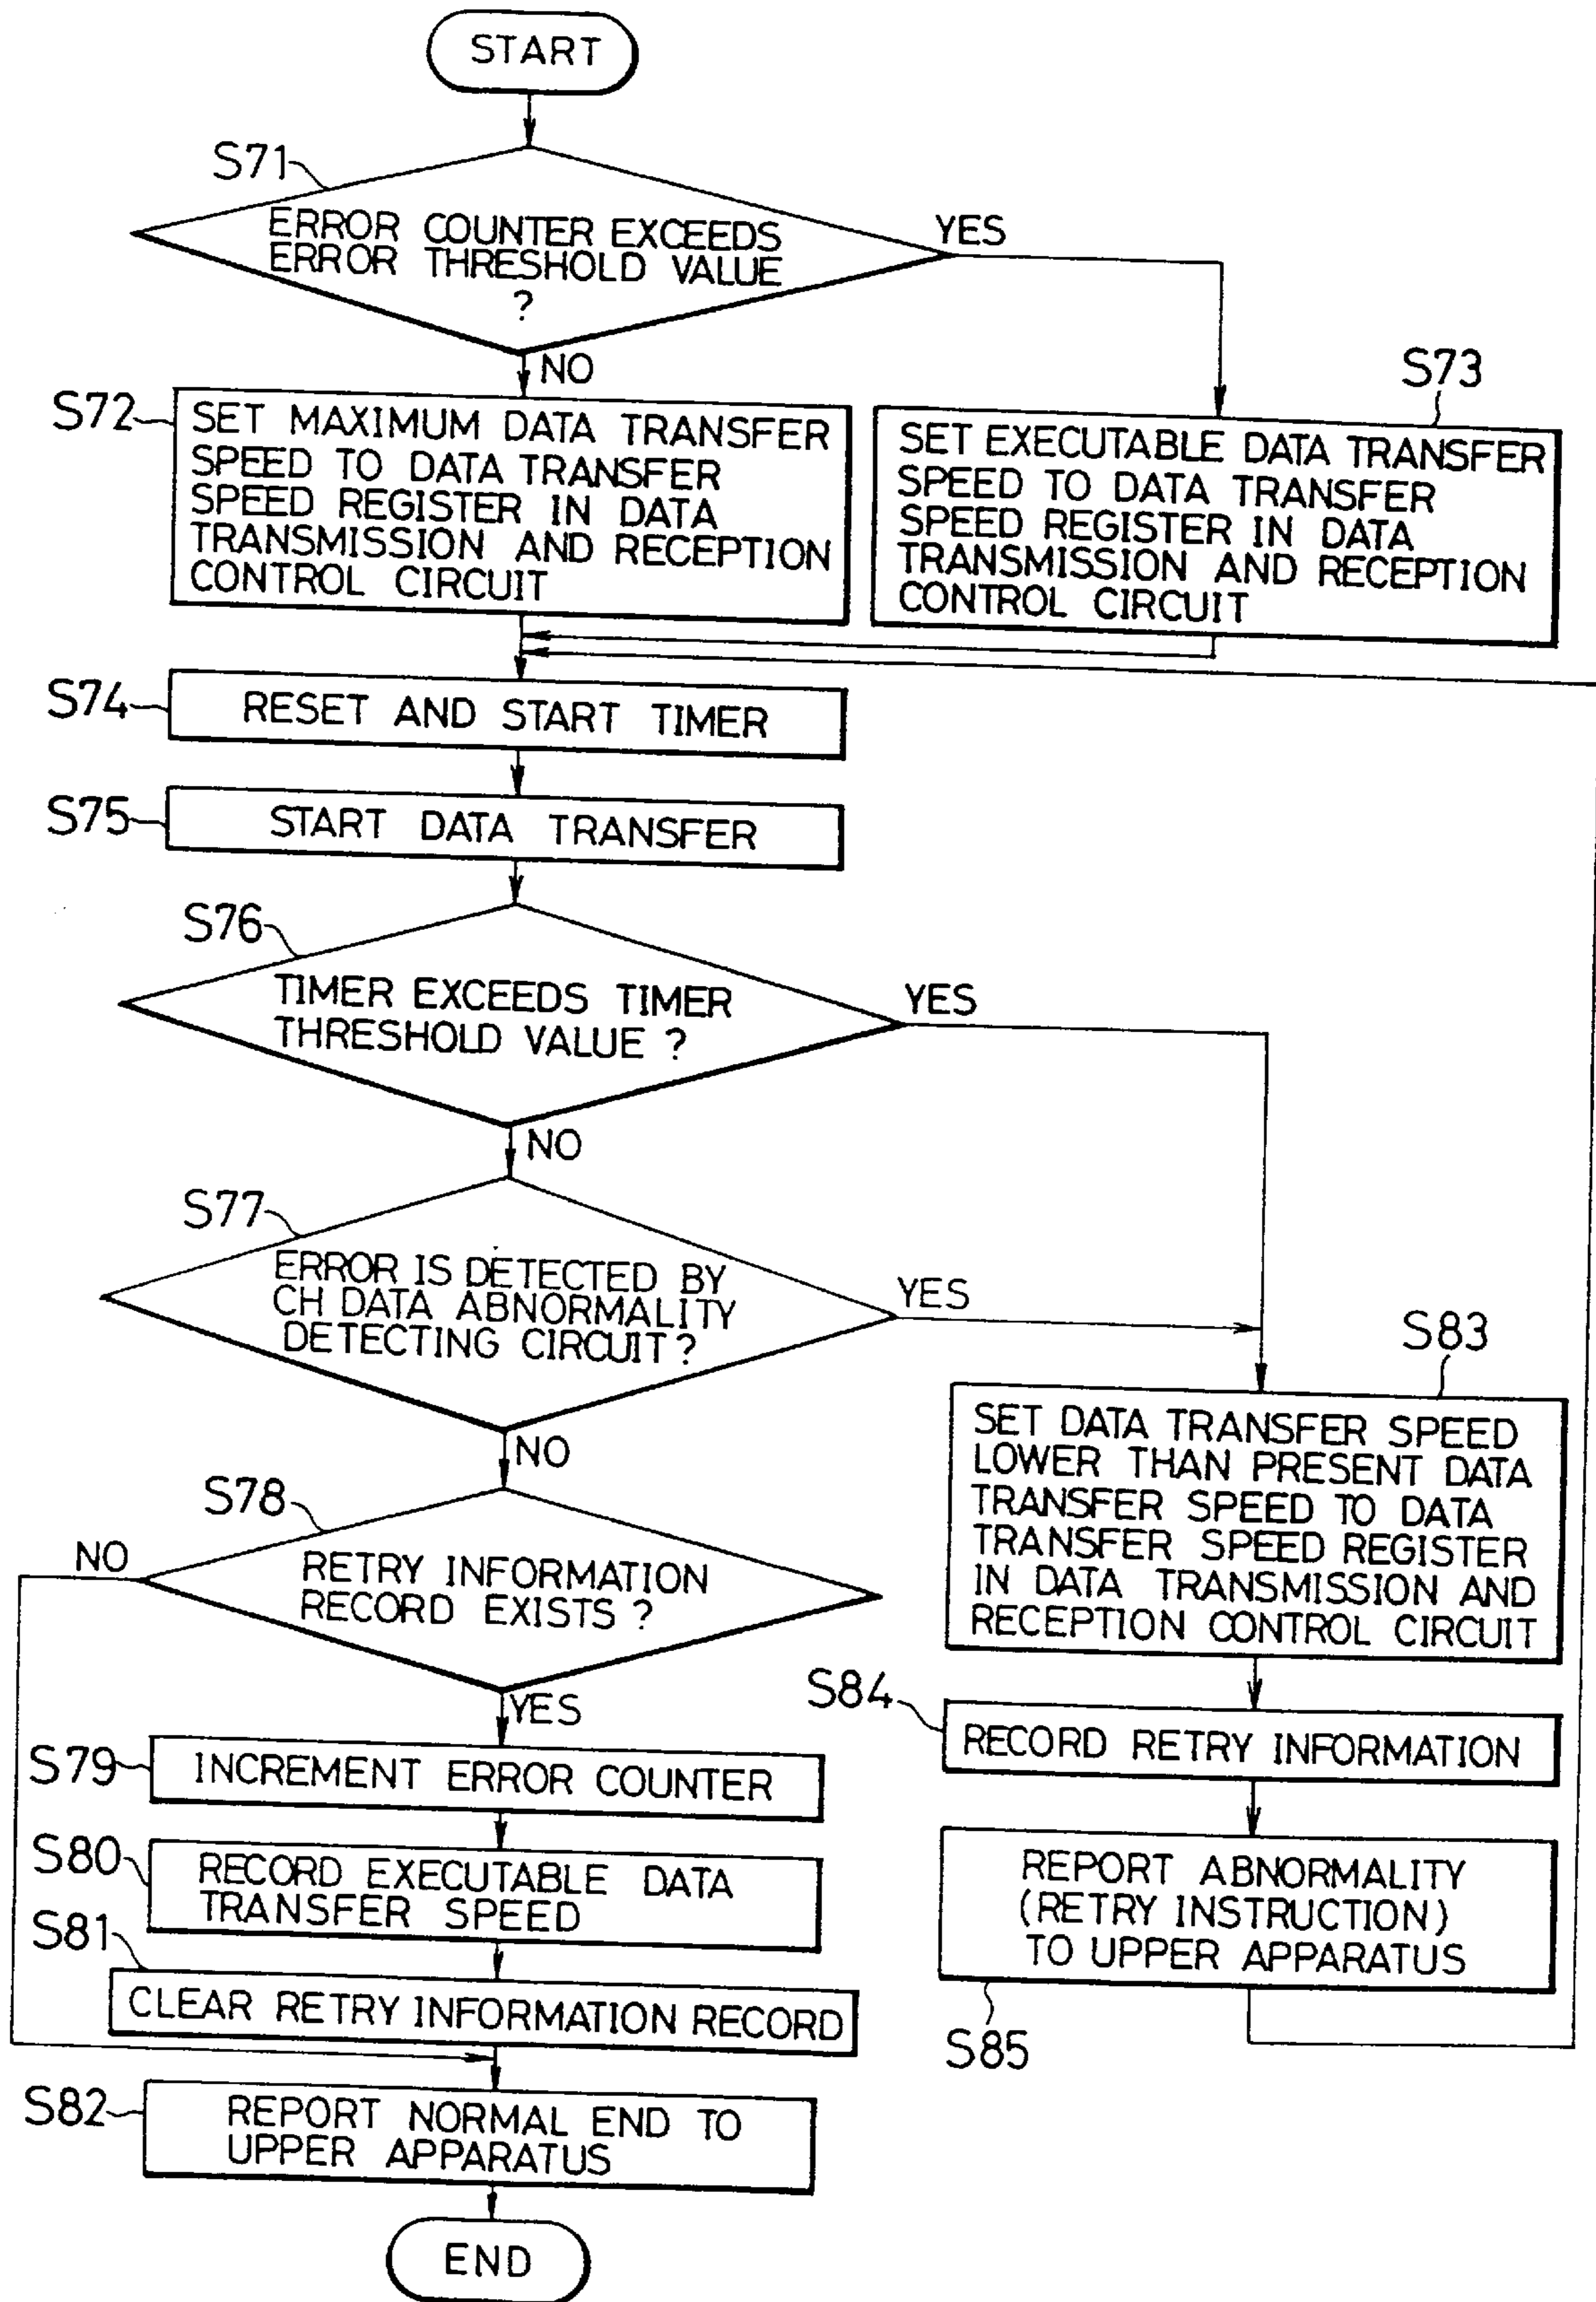 START
S71
ERROR COUNTER EXCEEDS
ERROR THRESHOLD VALUE
?
YES
NO
S72
SET MAXIMUM DATA TRANSFER
SPEED TO DATA TRANSFER
SPEED REGISTER IN DATA
TRANSMISSION AND RECEPTION
CONTROL CIRCUIT
S73
SET EXECUTABLE DATA TRANSFER
SPEED TO DATA TRANSFER
SPEED REGISTER IN DATA
TRANSMISSION AND RECEPTION
CONTROL CIRCUIT
S74
RESET AND START TIMER
S75
START DATA TRANSFER
S76
TIMER EXCEEDS TIMER
THRESHOLD VALUE ?
YES
NO
S77
ERROR IS DETECTED BY
CH DATA ABNORMALITY
DETECTING CIRCUIT ?
YES
NO
S78
RETRY INFORMATION
RECORD EXISTS ?
NO
YES
S79
INCREMENT ERROR COUNTER
S80
RECORD EXECUTABLE DATA
TRANSFER SPEED
S81
CLEAR RETRY INFORMATION RECORD
S82
REPORT NORMAL END TO
UPPER APPARATUS
END
S83
SET DATA TRANSFER SPEED
LOWER THAN PRESENT DATA
TRANSFER SPEED TO DATA
TRANSFER SPEED REGISTER
IN DATA TRANSMISSION AND
RECEPTION CONTROL CIRCUIT
S84
RECORD RETRY INFORMATION
REPORT ABNORMALITY
(RETRY INSTRUCTION)
TO UPPER APPARATUS
S85